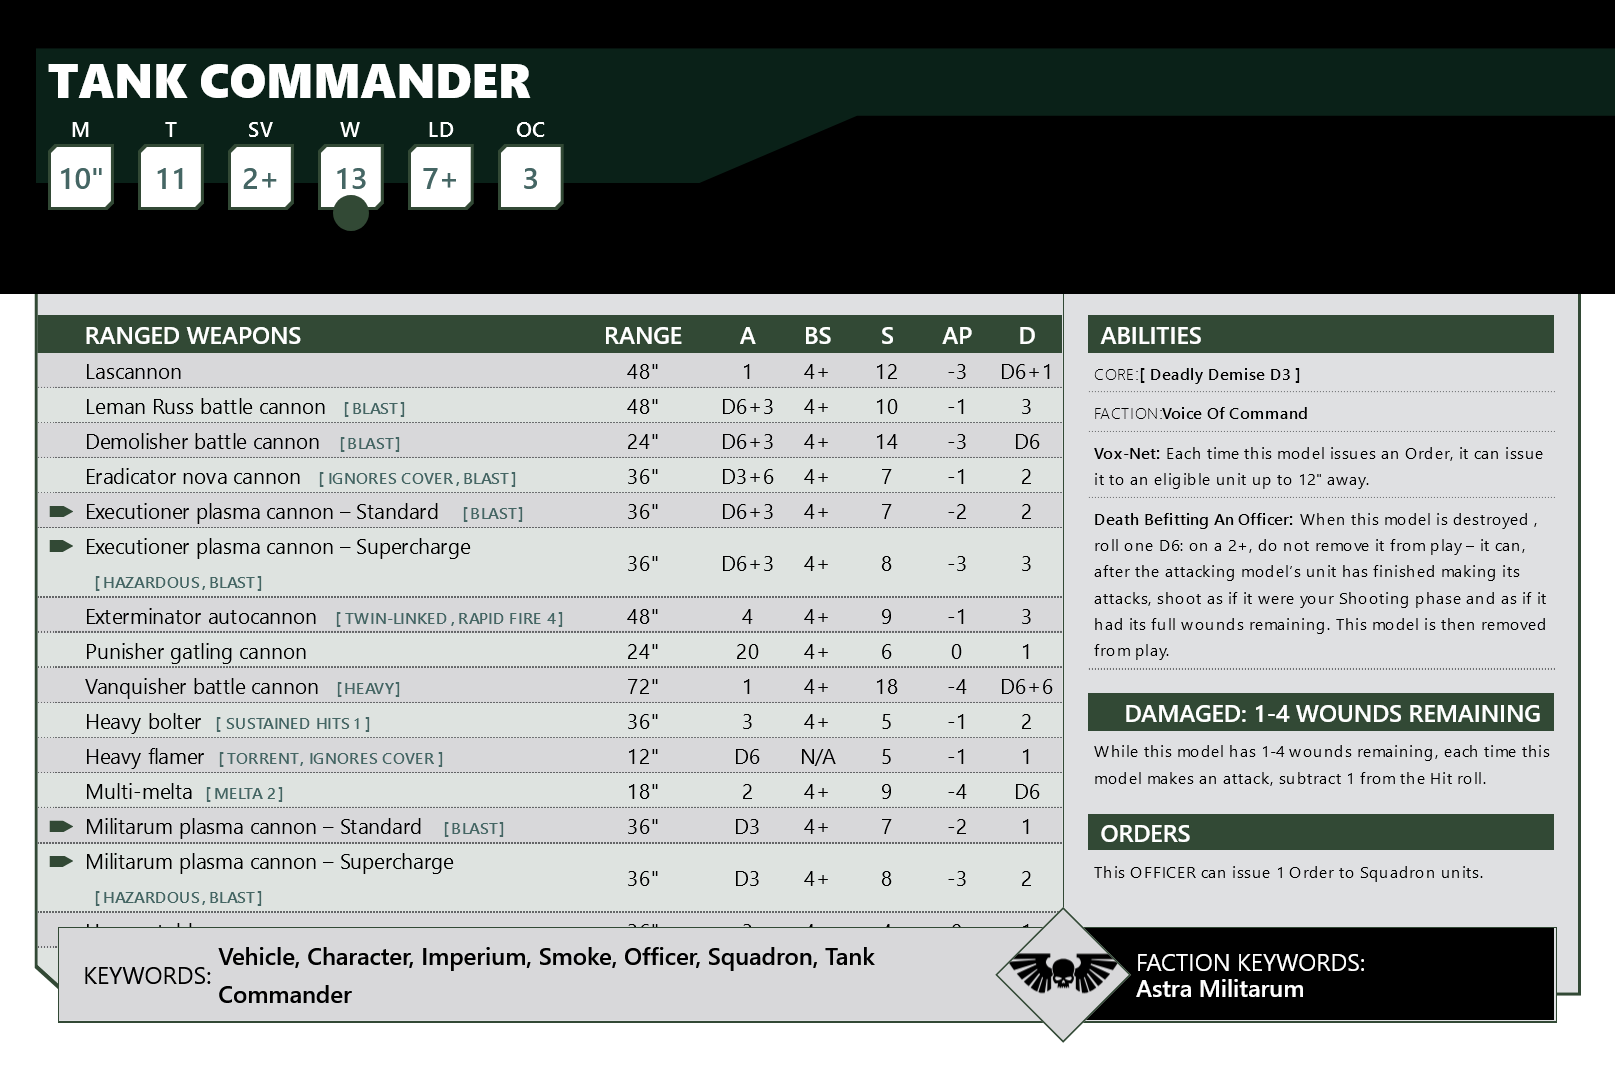 TANK COMMANDER
M T SV W LD OC
10" 11 2+ 13 7+ 3
RANGED WEAPONS RANGE A BS S AP D
Lascannon 48" 1 4+ 12 -3 D6+1
Leman Russ battle cannon [BLAST] 48" D6+3 4+ 10 -1 3
Demolisher battle cannon [BLAST] 24" D6+3 4+ 14 -3 D6
Eradicator nova cannon [IGNORES COVER, BLAST] 36" D3+6 4+ 7 -1 2
Executioner plasma cannon – Standard [BLAST] 36" D6+3 4+ 7 -2 2
Executioner plasma cannon – Supercharge
[HAZARDOUS, BLAST] 36" D6+3 4+ 8 -3 3
Exterminator autocannon [TWIN-LINKED, RAPID FIRE 4] 48" 4 4+ 9 -1 3
Punisher gatling cannon 24" 20 4+ 6 0 1
Vanquisher battle cannon [HEAVY] 72" 1 4+ 18 -4 D6+6
Heavy bolter [SUSTAINED HITS 1] 36" 3 4+ 5 -1 2
Heavy flamer [TORRENT, IGNORES COVER] 12" D6 N/A 5 -1 1
Multi-melta [MELTA 2] 18" 2 4+ 9 -4 D6
Militarum plasma cannon – Standard [BLAST] 36" D3 4+ 7 -2 1
Militarum plasma cannon – Supercharge
[HAZARDOUS, BLAST] 36" D3 4+ 8 -3 2
ABILITIES
CORE:[ Deadly Demise D3 ]
FACTION:Voice Of Command
Vox-Net: Each time this model issues an Order, it can issue
it to an eligible unit up to 12" away.
Death Befitting An Officer: When this model is destroyed ,
roll one D6: on a 2+, do not remove it from play – it can,
after the attacking model’s unit has finished making its
attacks, shoot as if it were your Shooting phase and as if it
had its full wounds remaining. This model is then removed
from play.
DAMAGED: 1-4 WOUNDS REMAINING
While this model has 1-4 wounds remaining, each time this
model makes an attack, subtract 1 from the Hit roll.
ORDERS
This OFFICER can issue 1 Order to Squadron units.
KEYWORDS: Vehicle, Character, Imperium, Smoke, Officer, Squadron, Tank
Commander
FACTION KEYWORDS:
Astra Militarum